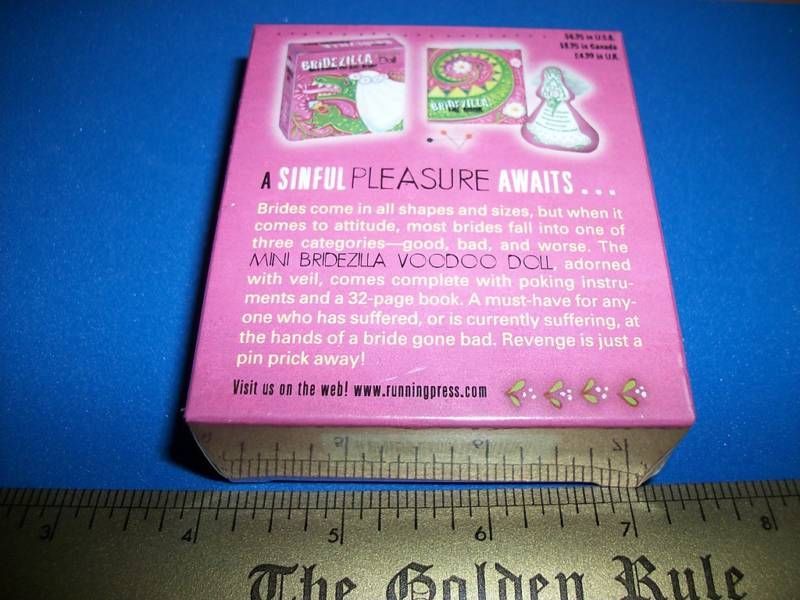 $6.95 in U.S.A.
$8.95 in Canada
£4.99 in U.K.
BRIDEZILLA Doll
BRIDEZILLA
A SINFUL PLEASURE AWAITS...
Brides come in all shapes and sizes, but when it
comes to attitude, most brides fall into one of
three categories—good, bad, and worse. The
MINI BRIDEZILLA VOODOO DOLL, adorned
with veil, comes complete with poking instru-
ments and a 32-page book. A must-have for any-
one who has suffered, or is currently suffering, at
the hands of a bride gone bad. Revenge is just a
pin prick away!
Visit us on the web! www.runningpress.com
3 4 5 6 7 8
The Golden Rule